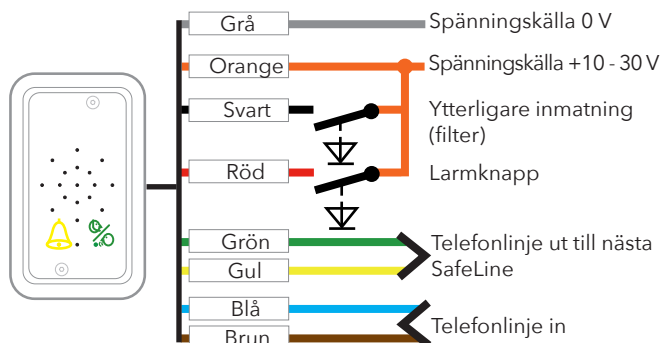 Grå
Spänningskälla 0 V
Orange
Spänningskälla +10 - 30 V
Svart
Ytterligare inmatning
(filter)
Röd
Larmknapp
Grön
Gul
Telefonlinje ut till nästa
SafeLine
Blå
Brun
Telefonlinje in